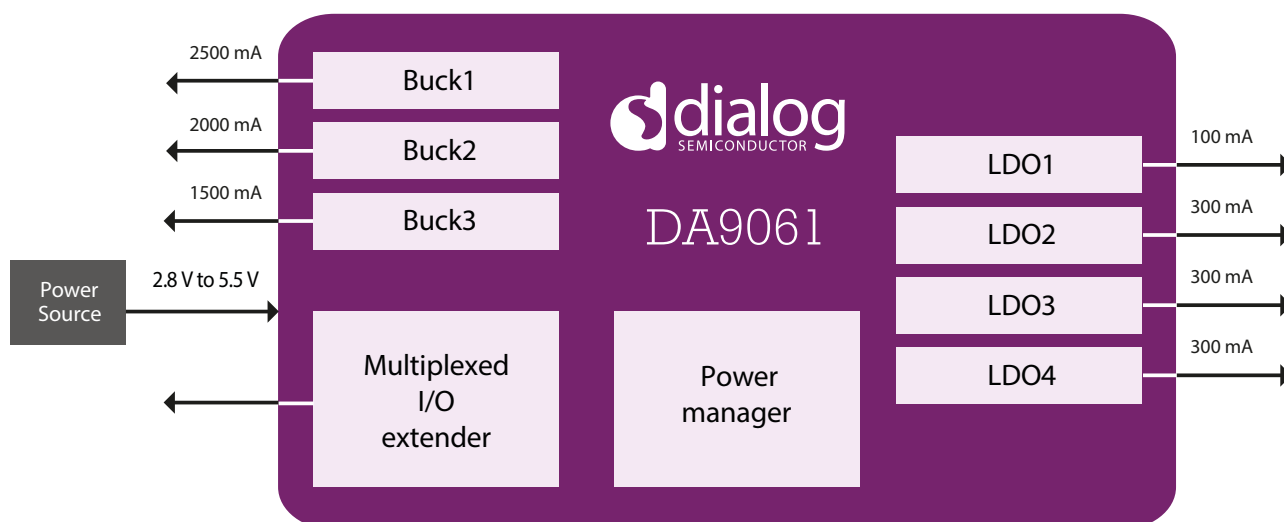 2500 mA
Buck1
2000 mA
Buck2
1500 mA
Buck3
Power
Source
2.8 V to 5.5 V
Multiplexed
I/O
extender
dialog
SEMICONDUCTOR
DA9061
Power
manager
LDO1
100 mA
LDO2
300 mA
LDO3
300 mA
LDO4
300 mA